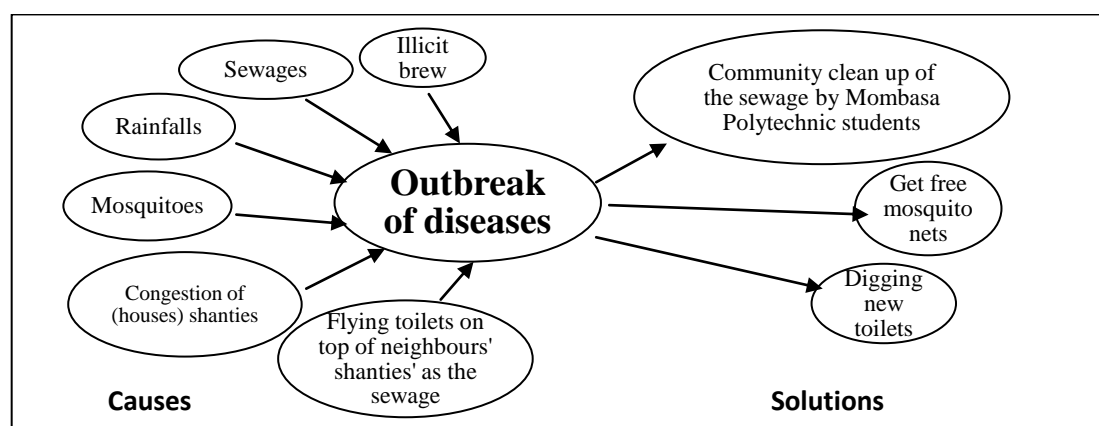 Illicit
brew
Sewages
Rainfalls
Mosquitoes
Congestion of
(houses) shanties
Flying toilets on
top of neighbours'
shanties' as the
sewage
Causes
Outbreak
of diseases
Community clean up of
the sewage by Mombasa
Polytechnic students
Get free
mosquito
nets
Digging
new
toilets
Solutions